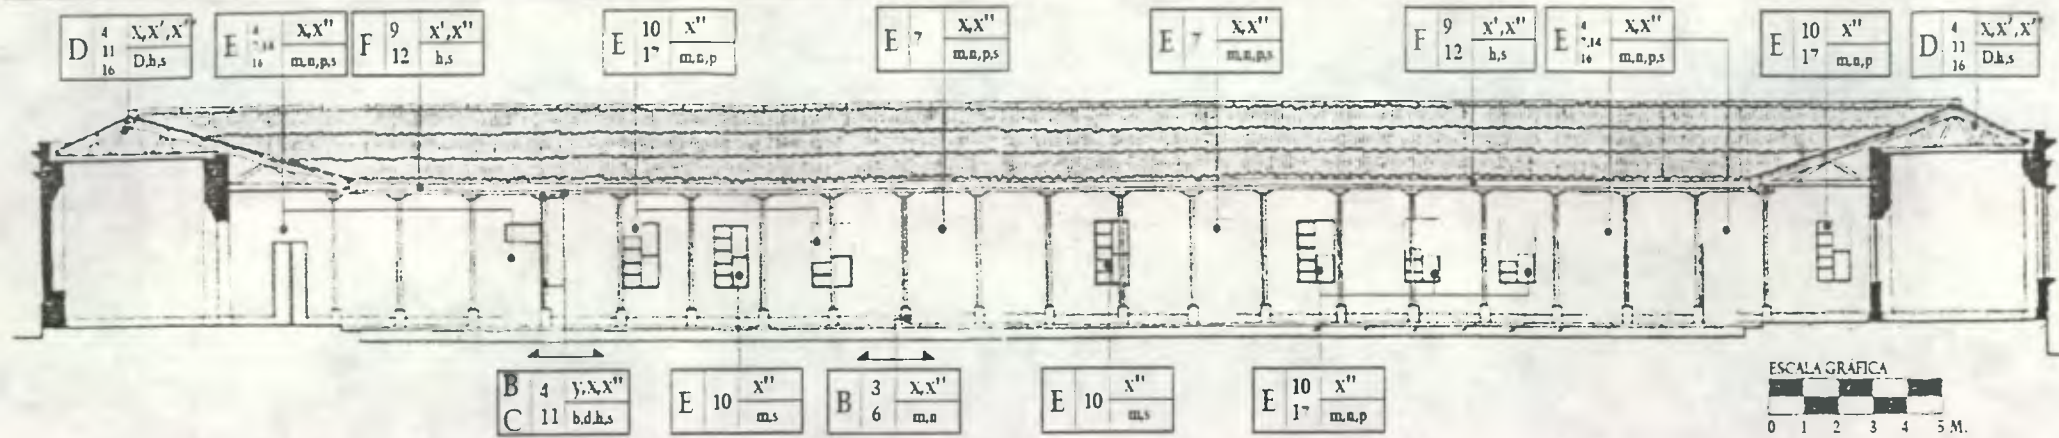 D 4 11 16 x,x',x'' D,h,s
E 4 7,14 16 x,x'' m,n,p,s
F 9 12 x',x'' h,s
E 10 17 x'' m,n,p
E 7 x,x'' m,n,p,s
E 7 x,x'' m,n,p,s
F 9 12 x',x'' h,s
E 4 7,14 16 x,x'' m,n,p,s
E 10 17 x'' m,n,p
D 4 11 16 x,x',x'' D,h,s
B C 4 11 y,x,x'' b,d,h,s
E 10 x'' m,s
B 3 6 x,x'' m,n
E 10 x'' m,s
E 10 17 x'' m,n,p
ESCALA GRÁFICA
0 1 2 3 4 5 M.